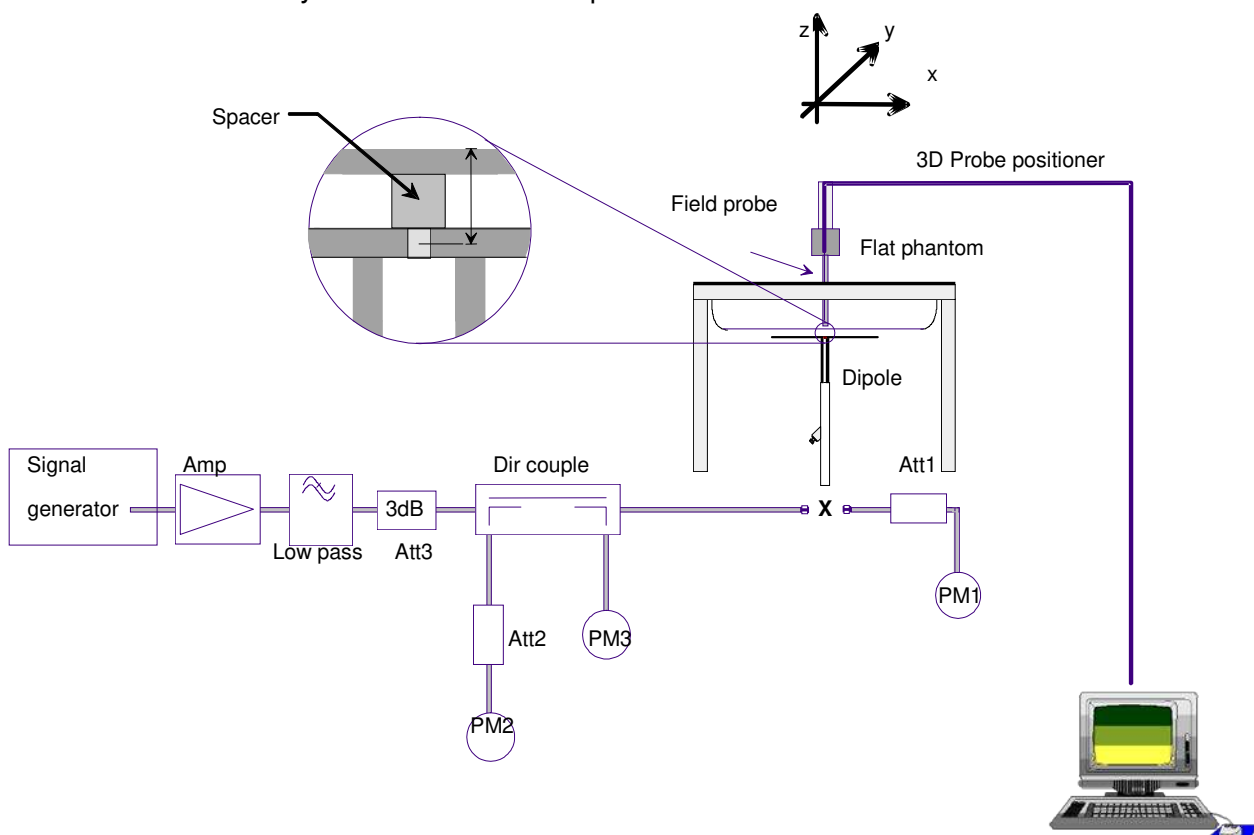 z
y
x
Spacer
3D Probe positioner
Field probe
Flat phantom
Dipole
Signal
generator
Amp
Low pass
3dB
Att3
Dir couple
Att1
X
PM1
Att2
PM3
PM2